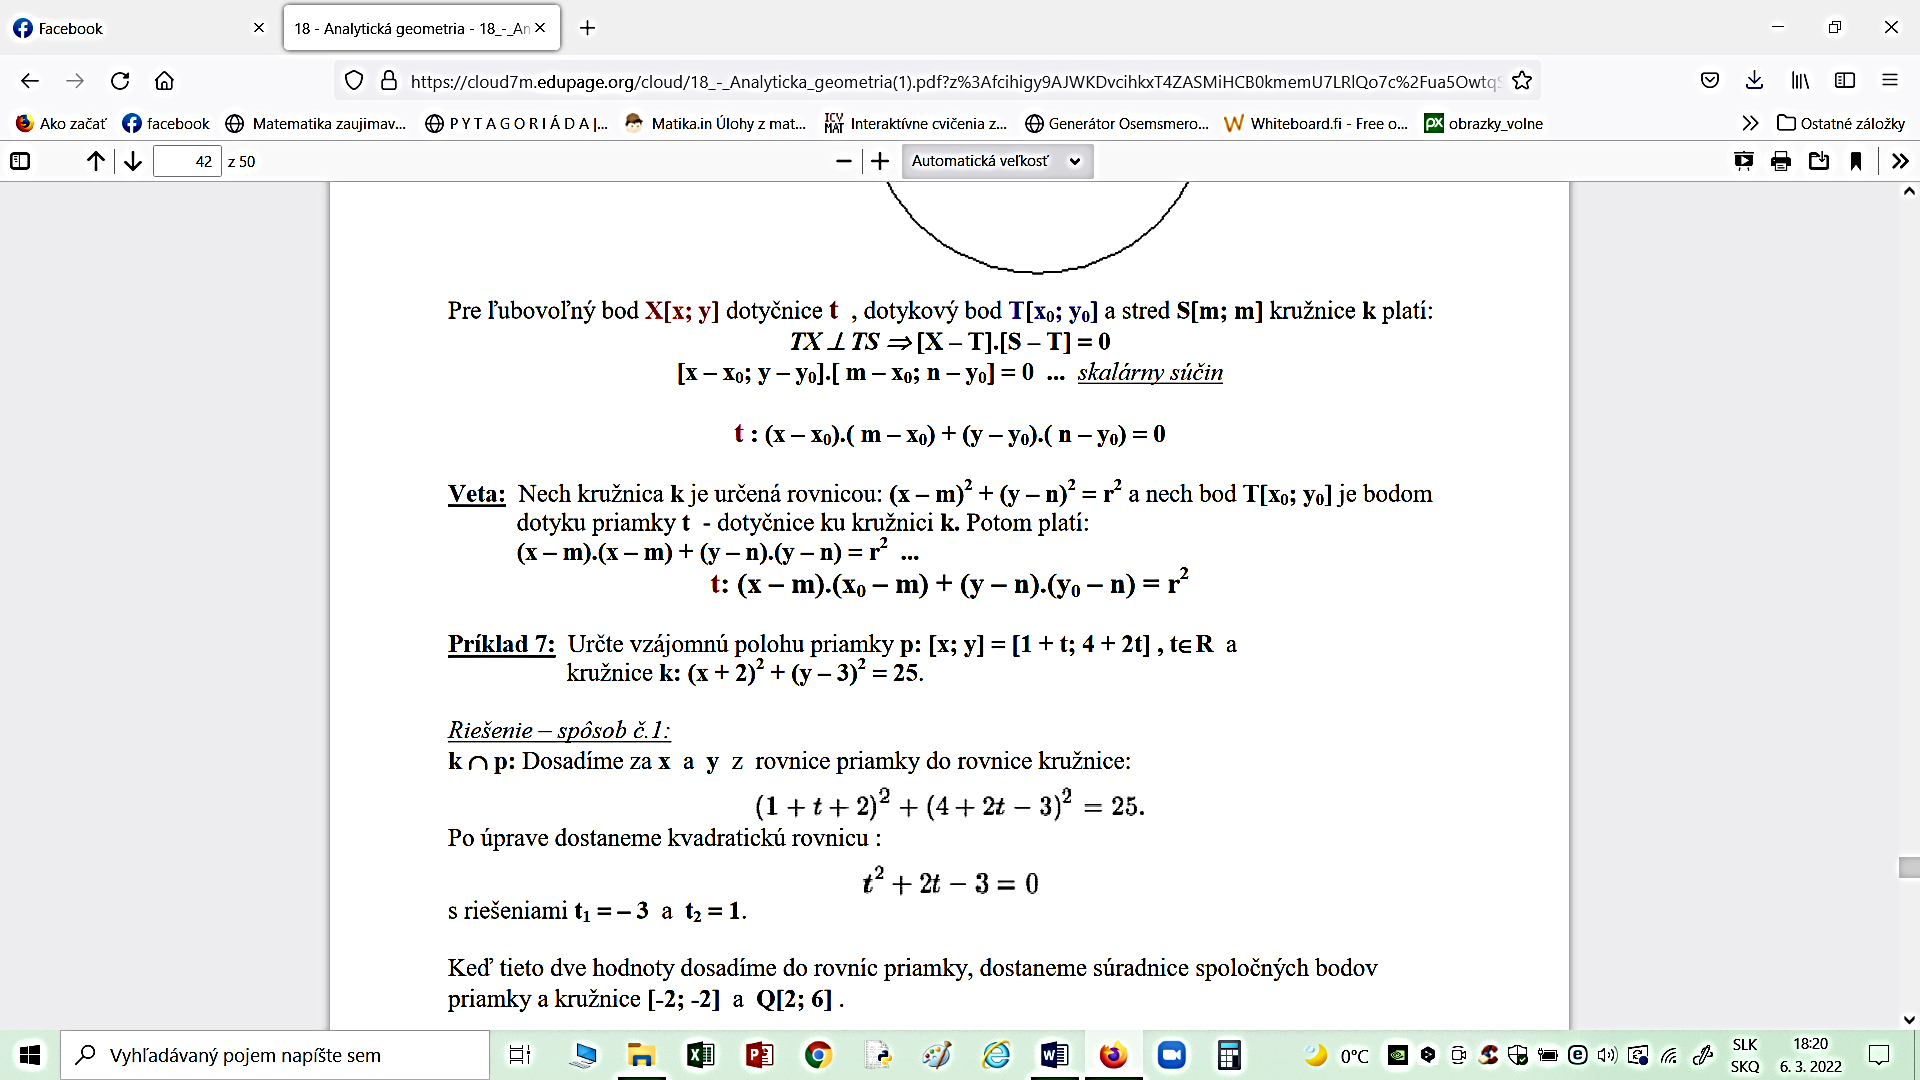 Facebook
18 - Analytická geometria - 18_-_An
https://cloud7m.edupage.org/cloud/18_-_Analyticka_geometria(1).pdf?z%3Afcihigy9AJWKDvcihkxT4ZASMiHCB0kmemU7LRlQo7c%2Fua5Owtq
Ako začať facebook Matematika zaujimav... P Y T A G O R I Á D A |... Matika.in Úlohy z mat... ICY MAT Interaktívne cvičenia z... Generátor Osemsmero... Whiteboard.fi - Free o... px obrazky_volne Ostatné záložky
42 z 50 Automatická veľkosť
Pre ľubovoľný bod X[x; y] dotyčnice t , dotykový bod T[x₀; y₀] a stred S[m; m] kružnice k platí:
TX ⊥ TS ⇒ [X – T].[S – T] = 0
[x – x₀; y – y₀].[ m – x₀; n – y₀] = 0 ... skalárny súčin
t : (x – x₀).( m – x₀) + (y – y₀).( n – y₀) = 0
Veta: Nech kružnica k je určená rovnicou: (x – m)² + (y – n)² = r² a nech bod T[x₀; y₀] je bodom
dotyku priamky t - dotyčnice ku kružnici k. Potom platí:
(x – m).(x – m) + (y – n).(y – n) = r² ...
t: (x – m).(x₀ – m) + (y – n).(y₀ – n) = r²
Príklad 7: Určte vzájomnú polohu priamky p: [x; y] = [1 + t; 4 + 2t] , t∈R a
kružnice k: (x + 2)² + (y – 3)² = 25.
Riešenie – spôsob č.1:
k ∩ p: Dosadíme za x a y z rovnice priamky do rovnice kružnice:
(1 + t + 2)² + (4 + 2t − 3)² = 25.
Po úprave dostaneme kvadratickú rovnicu :
t² + 2t − 3 = 0
s riešeniami t₁ = – 3 a t₂ = 1.
Keď tieto dve hodnoty dosadíme do rovníc priamky, dostaneme súradnice spoločných bodov
priamky a kružnice [-2; -2] a Q[2; 6] .
Vyhľadávaný pojem napíšte sem
0°C
SLK
SKQ
18:20
6. 3. 2022